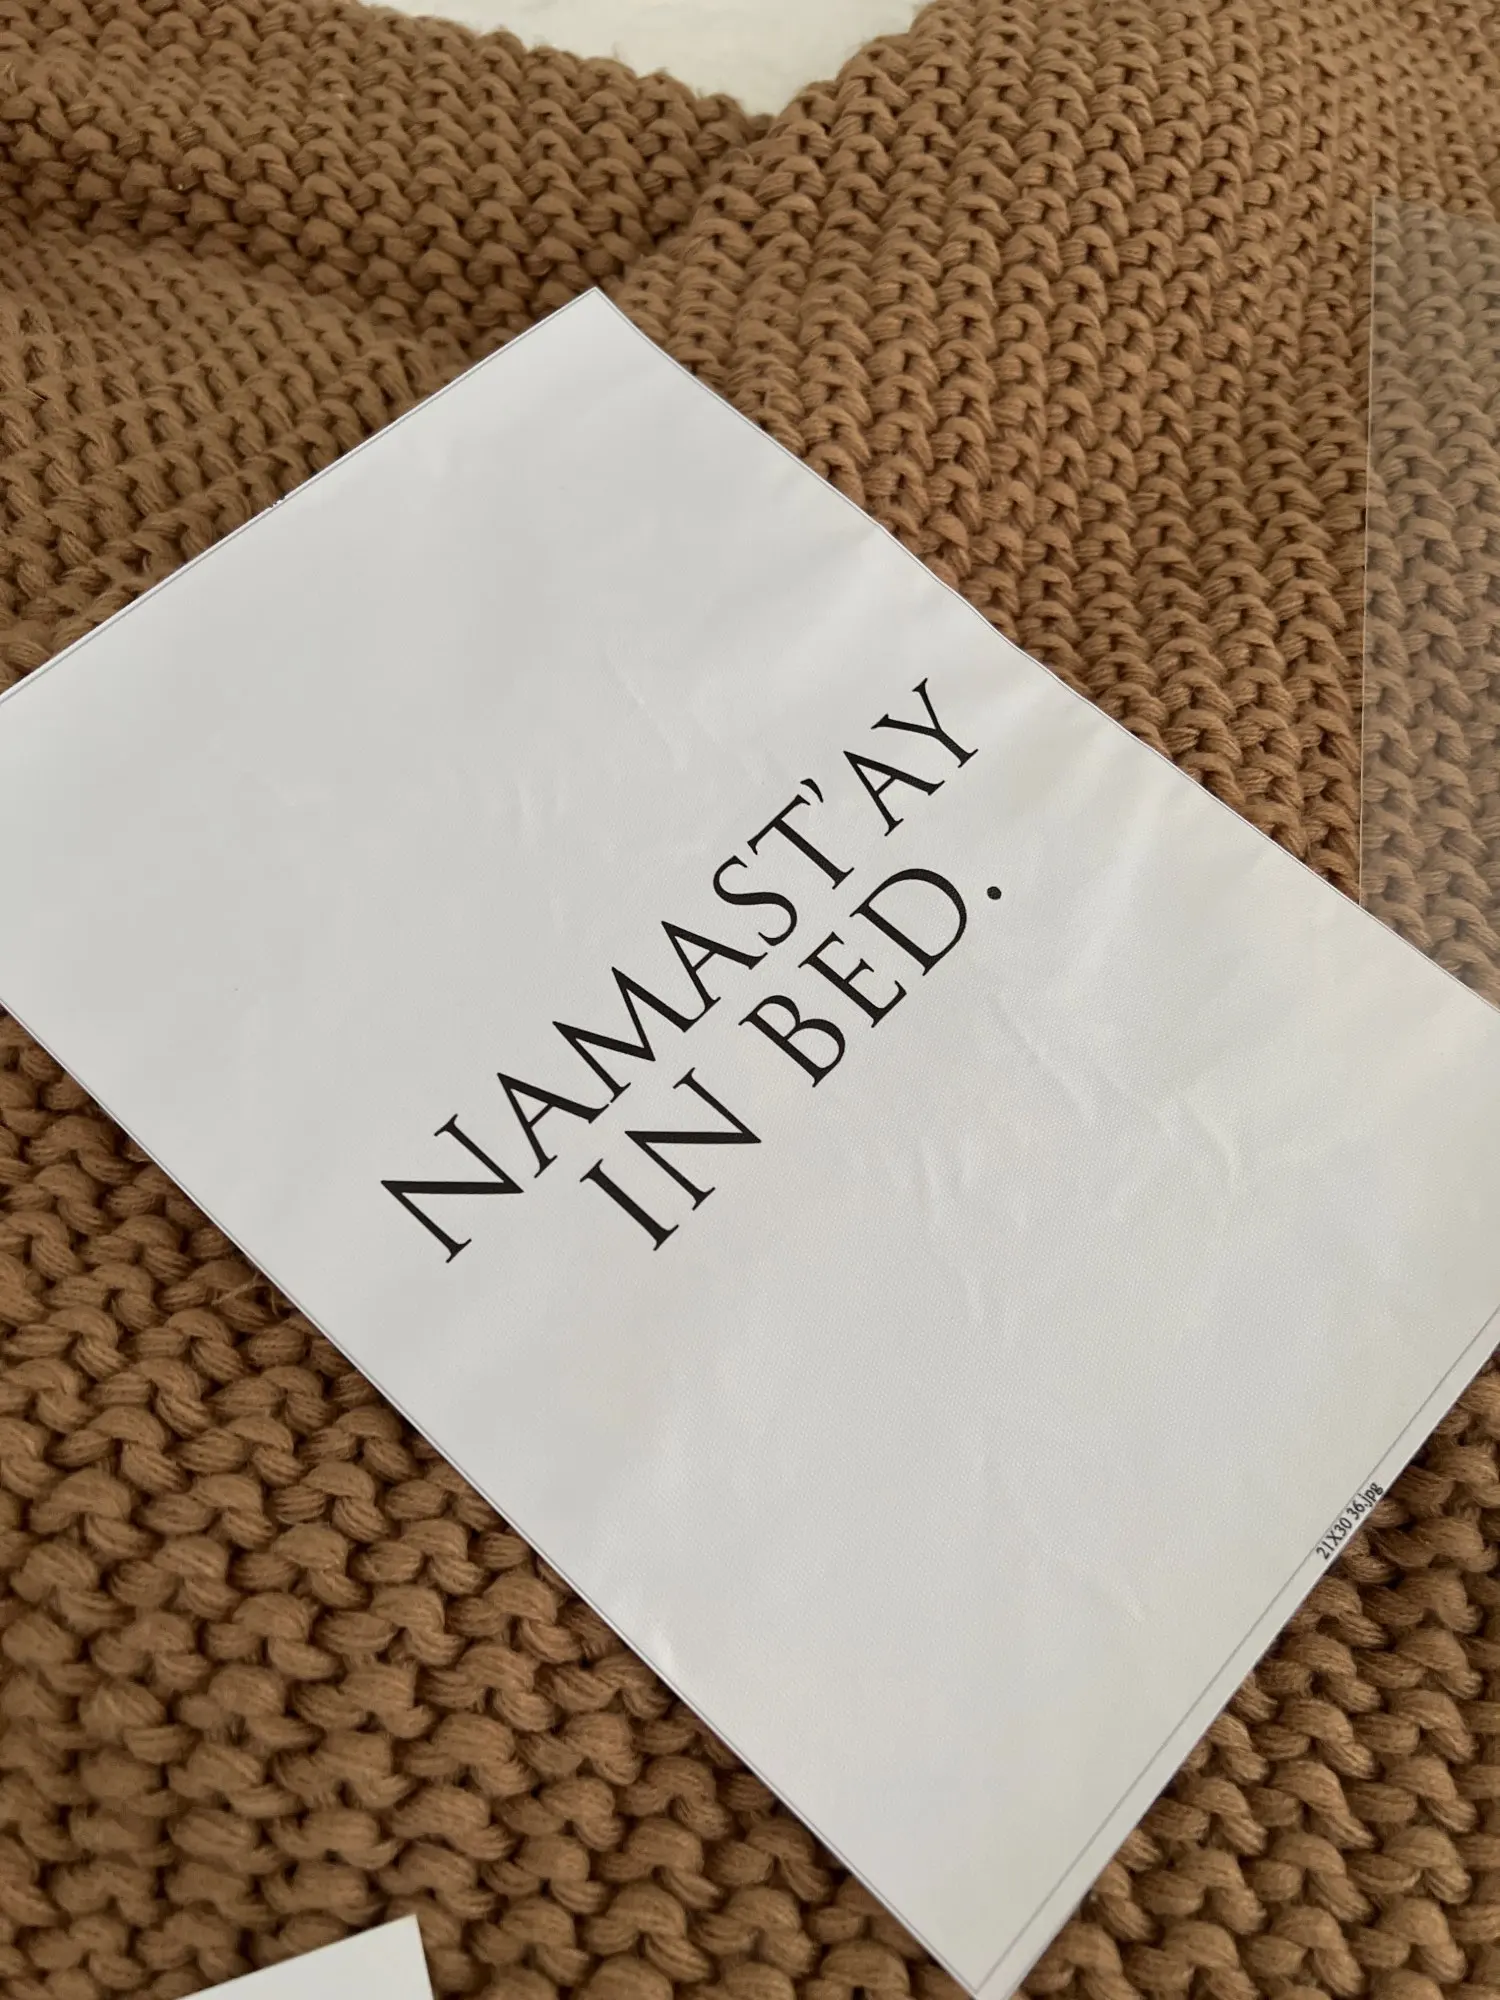 NAMAST'AY
IN BED.
21X30 36.jpg